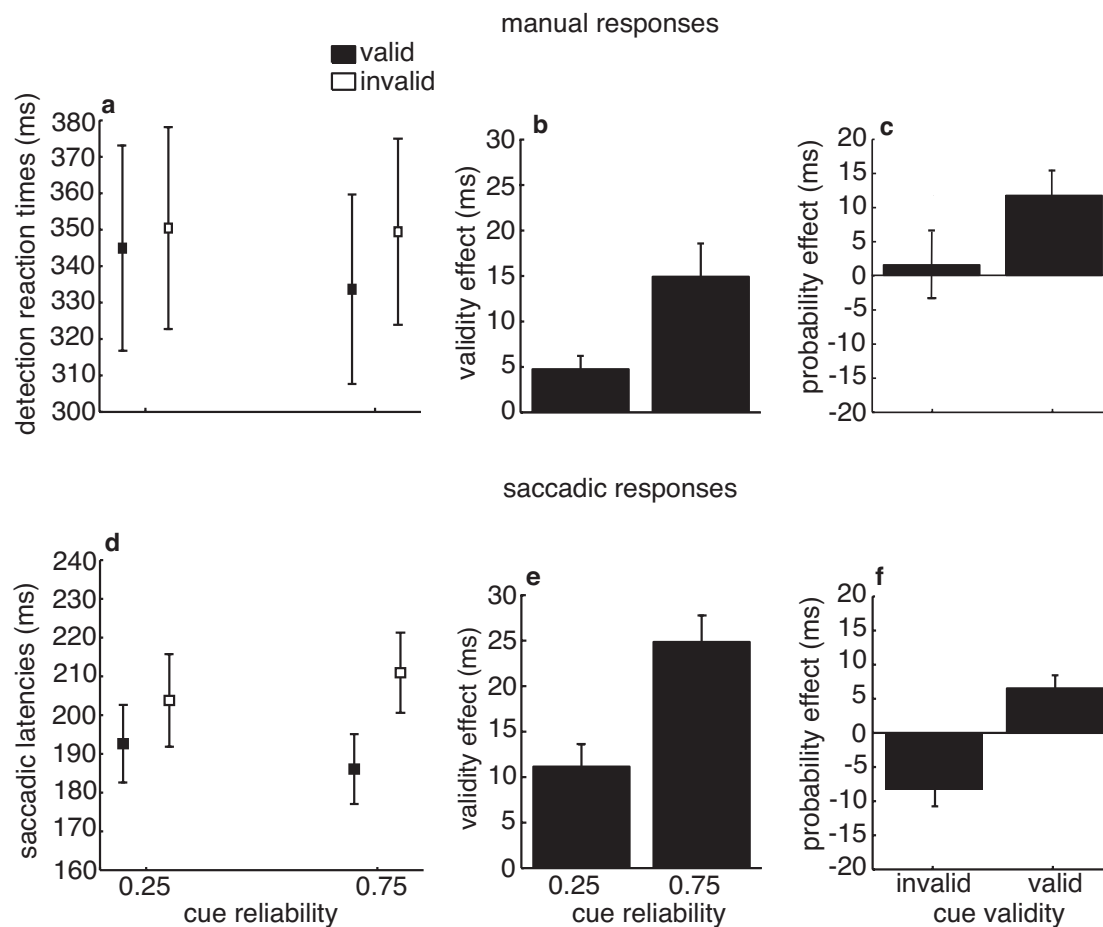 manual responses
valid
invalid
a
detection reaction times (ms)
380
370
360
350
340
330
320
310
300
b
validity effect (ms)
30
25
20
15
10
5
0
c
probability effect (ms)
20
15
10
5
0
-5
-10
-15
-20
saccadic responses
d
saccadic latencies (ms)
240
230
220
210
200
190
180
170
160
0.25 0.75
cue reliability
e
validity effect (ms)
30
25
20
15
10
5
0
0.25 0.75
cue reliability
f
probability effect (ms)
20
15
10
5
0
-5
-10
-15
-20
invalid valid
cue validity